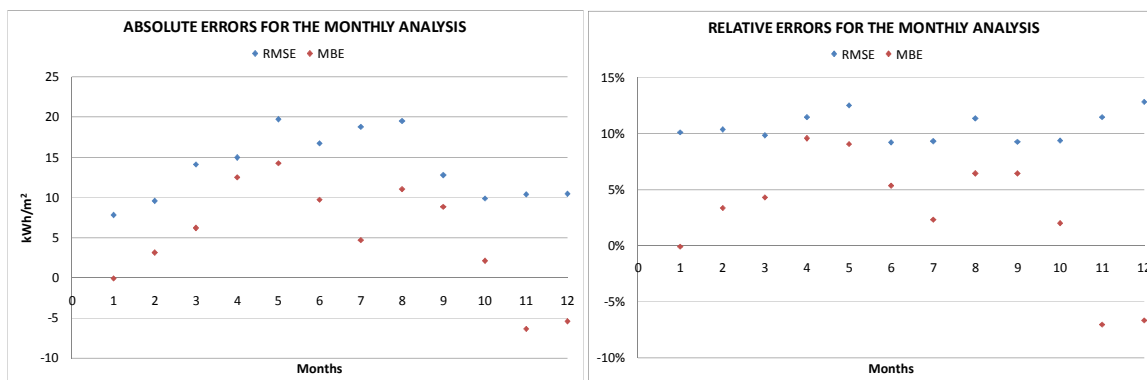 ABSOLUTE ERRORS FOR THE MONTHLY ANALYSIS
RMSE MBE
25
20
15
10
5
0
-5
-10
kWh/m²
0 1 2 3 4 5 6 7 8 9 10 11 12
Months
RELATIVE ERRORS FOR THE MONTHLY ANALYSIS
RMSE MBE
15%
10%
5%
0%
-5%
-10%
0 1 2 3 4 5 6 7 8 9 10 11 12
Months